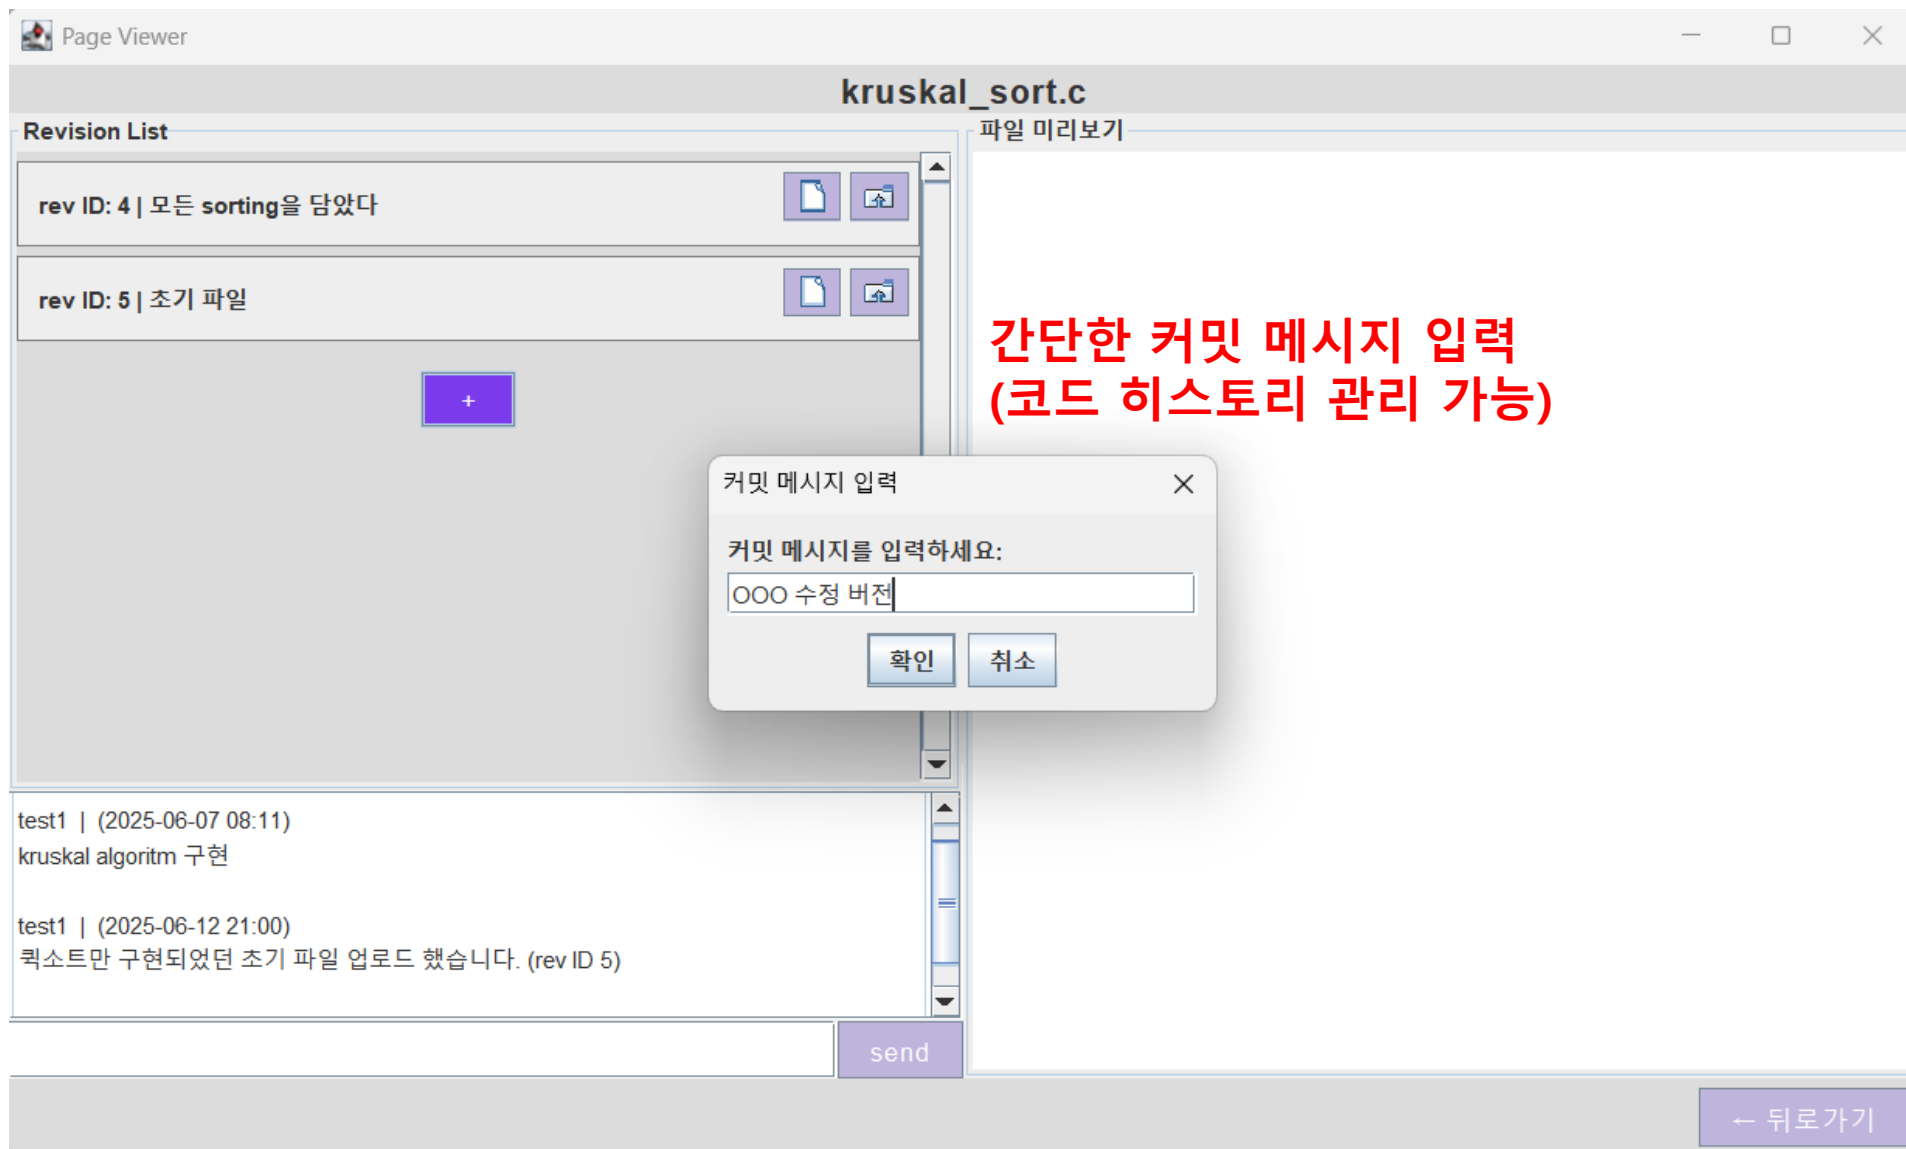 Page Viewer
kruskal_sort.c
Revision List
rev ID: 4 | 모든 sorting을 담았다
rev ID: 5 | 초기 파일
+
파일 미리보기
간단한 커밋 메시지 입력
(코드 히스토리 관리 가능)
커밋 메시지 입력
커밋 메시지를 입력하세요:
OOO 수정 버전
확인 취소
test1 | (2025-06-07 08:11)
kruskal algoritm 구현
test1 | (2025-06-12 21:00)
퀵소트만 구현되었던 초기 파일 업로드 했습니다. (rev ID 5)
send
← 뒤로가기